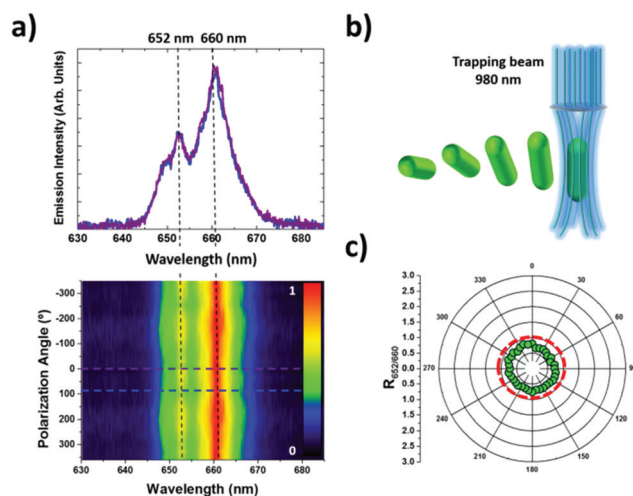 a)
652 nm 660 nm
Emission Intensity (Arb. Units)
630 640 650 660 670 680
Wavelength (nm)
Polarization Angle (°)
-300
-200
-100
0
100
200
300
1
0
630 640 650 660 670 680
Wavelength (nm)
b)
Trapping beam
980 nm
c)
R652/660
3.0
2.5
2.0
1.5
1.0
0.5
0.0
0.5
1.0
1.5
2.0
2.5
3.0
0
30
60
9
120
150
180
210
240
270
300
330